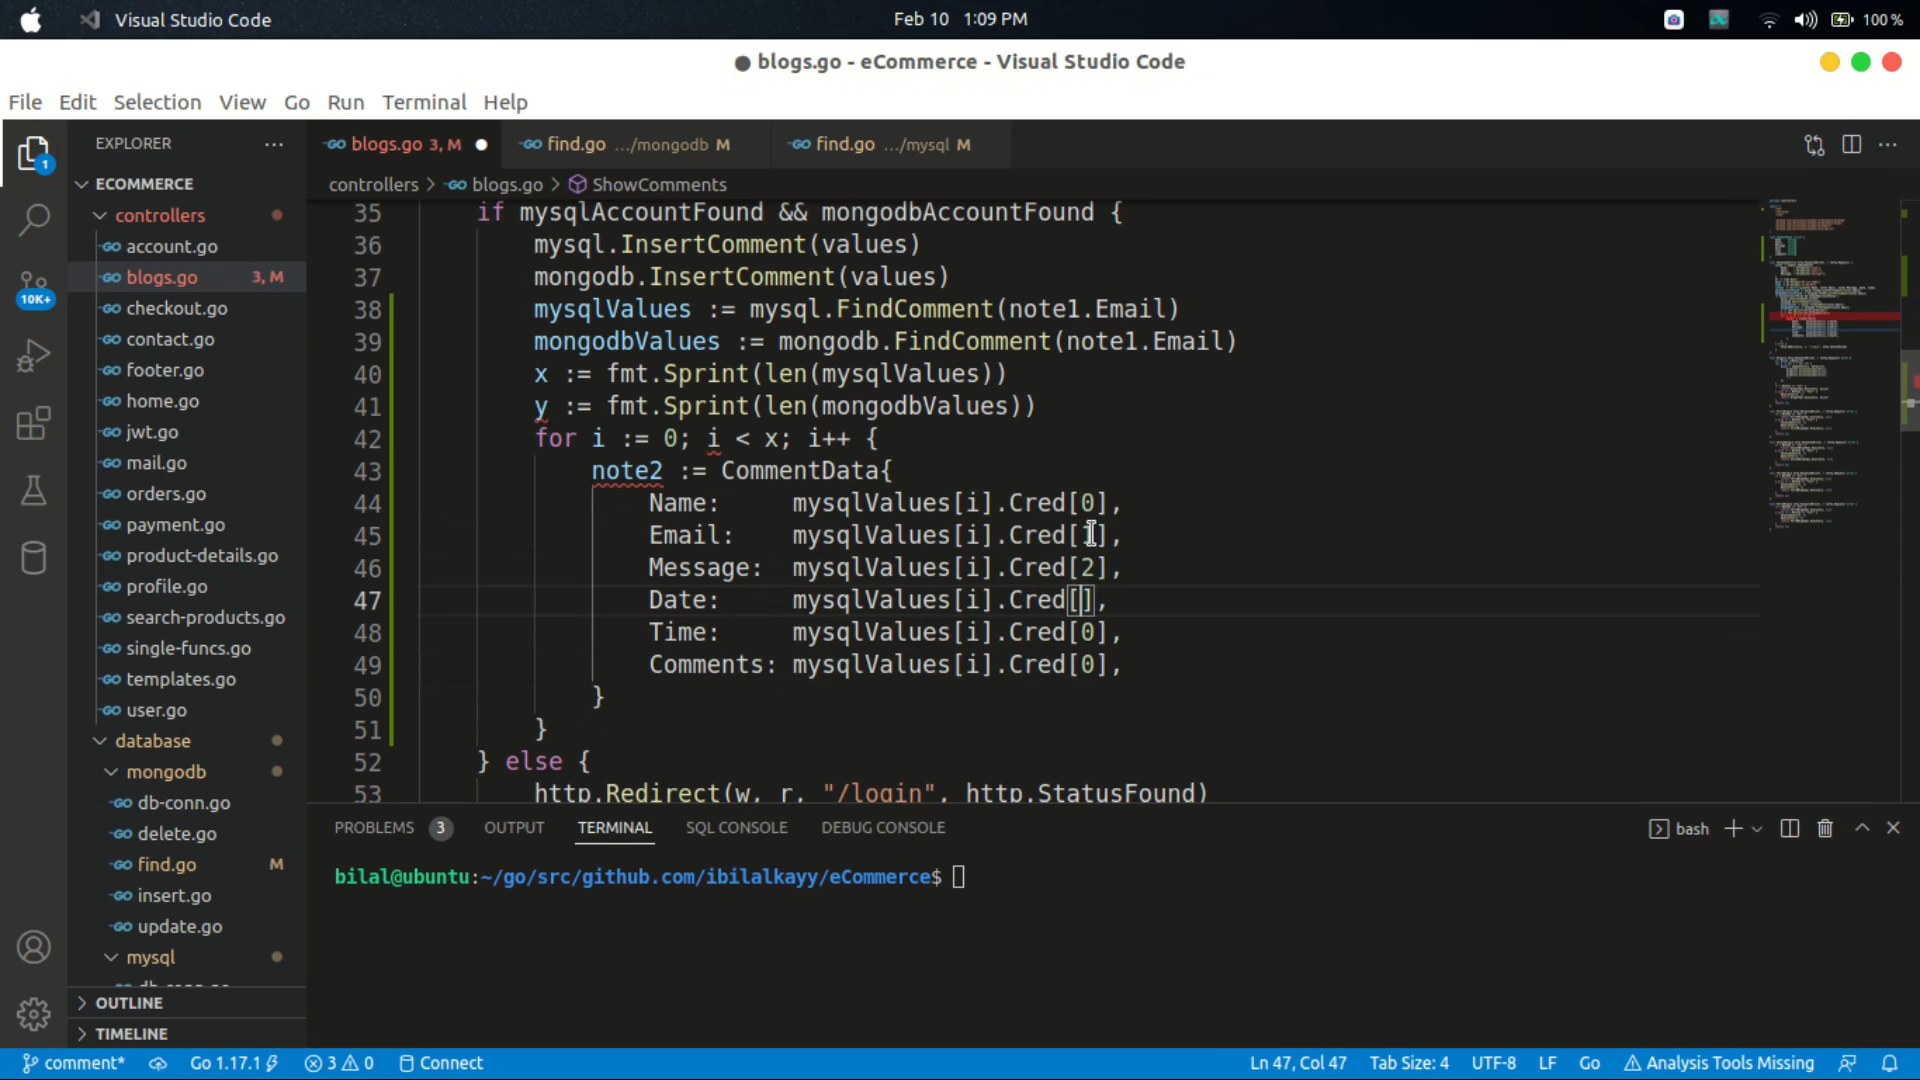 Visual Studio Code
Feb 10 1:09 PM
100 %
blogs.go - eCommerce - Visual Studio Code
File Edit Selection View Go Run Terminal Help
EXPLORER
blogs.go 3, M
find.go .../mongodb M
find.go .../mysql M
controllers > blogs.go > ShowComments
1
10K+
ECOMMERCE
controllers
account.go
blogs.go 3, M
checkout.go
contact.go
footer.go
home.go
jwt.go
mail.go
orders.go
payment.go
product-details.go
profile.go
search-products.go
single-funcs.go
templates.go
user.go
database
mongodb
db-conn.go
delete.go
find.go M
insert.go
update.go
mysql
db-conn.go
OUTLINE
TIMELINE
35 if mysqlAccountFound && mongodbAccountFound {
36 mysql.InsertComment(values)
37 mongodb.InsertComment(values)
38 mysqlValues := mysql.FindComment(note1.Email)
39 mongodbValues := mongodb.FindComment(note1.Email)
40 x := fmt.Sprint(len(mysqlValues))
41 y := fmt.Sprint(len(mongodbValues))
42 for i := 0; i < x; i++ {
43 note2 := CommentData{
44 Name: mysqlValues[i].Cred[0],
45 Email: mysqlValues[i].Cred[1],
46 Message: mysqlValues[i].Cred[2],
47 Date: mysqlValues[i].Cred[],
48 Time: mysqlValues[i].Cred[0],
49 Comments: mysqlValues[i].Cred[0],
50 }
51 }
52 } else {
53 http.Redirect(w, r, "/login", http.StatusFound)
PROBLEMS 3 OUTPUT TERMINAL SQL CONSOLE DEBUG CONSOLE
bash
bilal@ubuntu:~/go/src/github.com/ibilalkayy/eCommerce$
comment* Go 1.17.1 3 0 Connect
Ln 47, Col 47 Tab Size: 4 UTF-8 LF Go Analysis Tools Missing